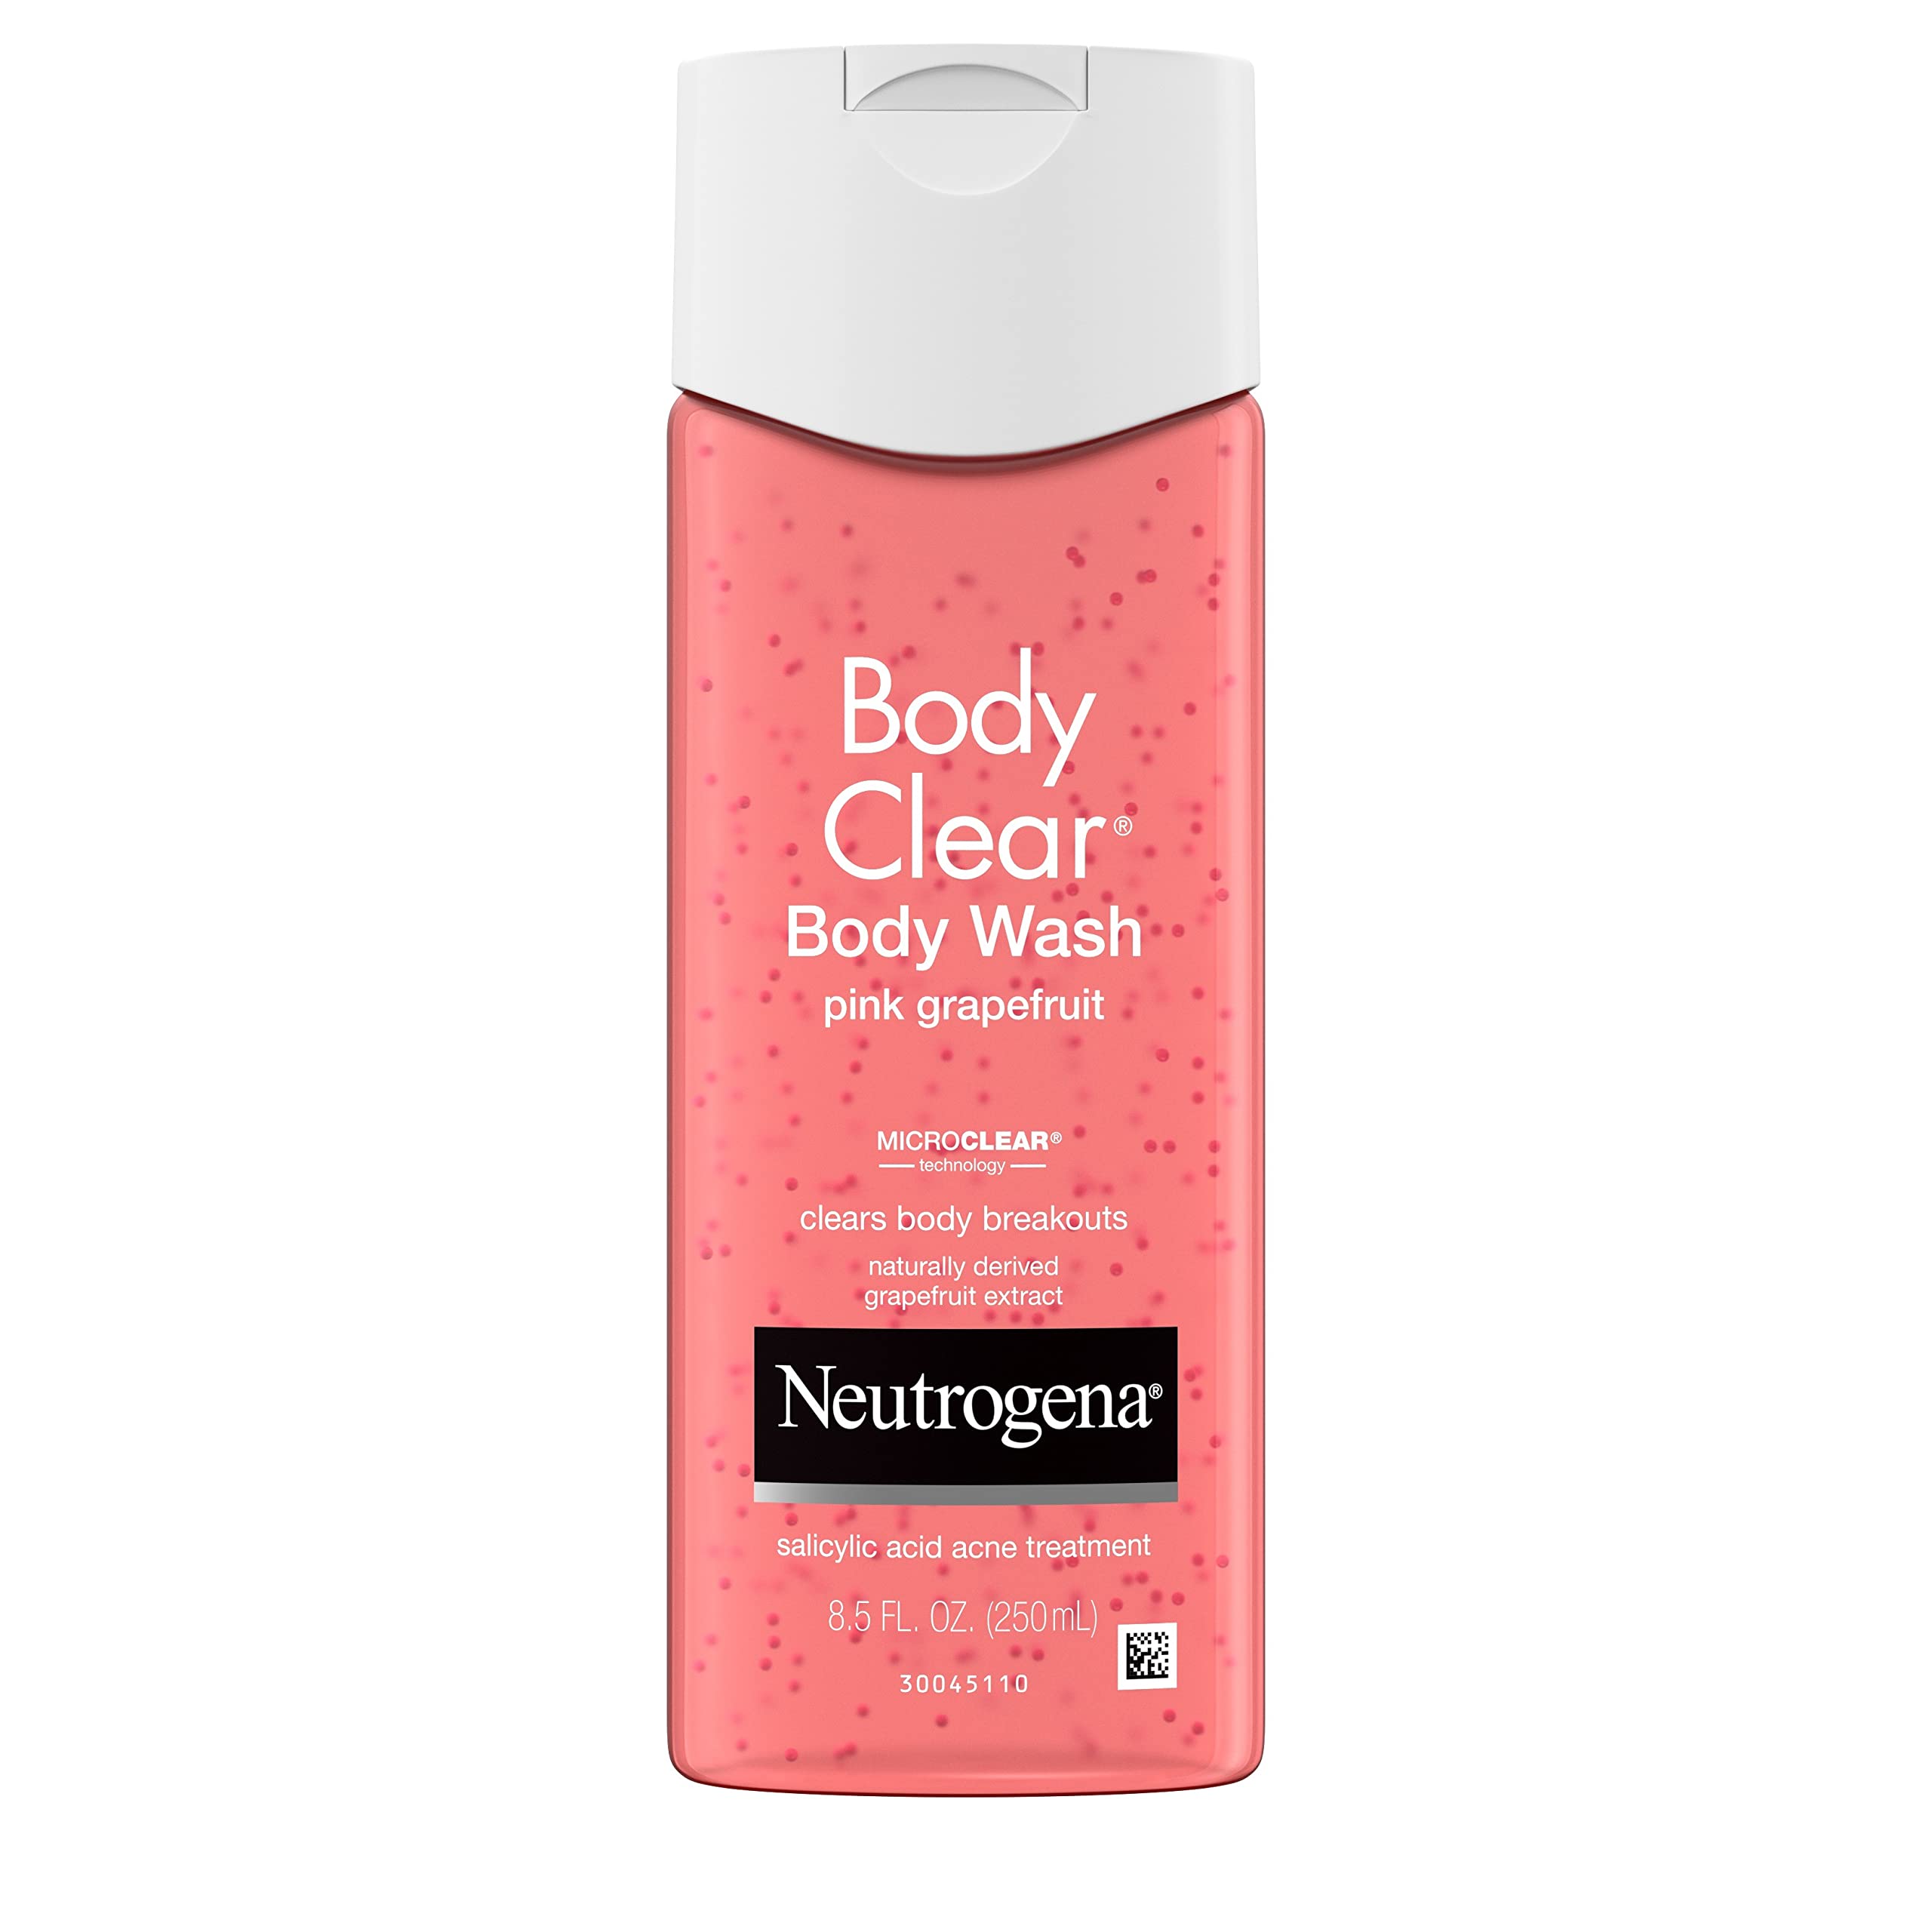 Body
Clear®
Body Wash
pink grapefruit
MICROCLEAR®
technology
clears body breakouts
naturally derived
grapefruit extract
Neutrogena®
salicylic acid acne treatment
8.5 FL. OZ. (250mL)
30045110